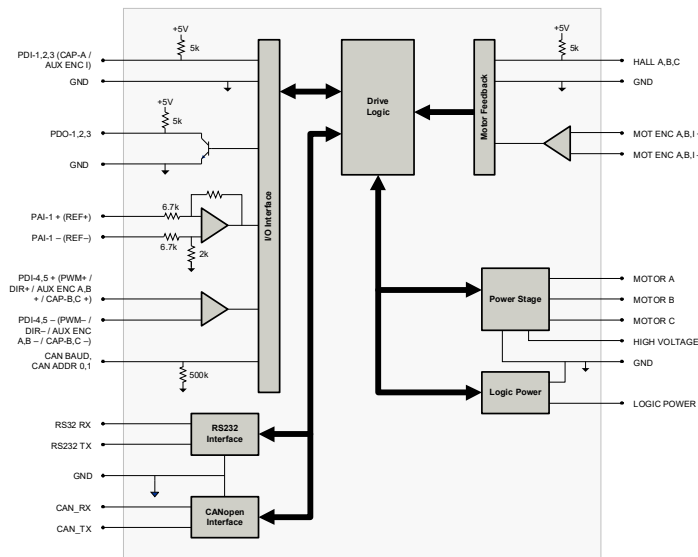 +5V
5k
PDI-1,2,3 (CAP-A /
AUX ENC I)
GND
+5V
5k
PDO-1,2,3
GND
PAI-1 + (REF+)
6.7k
PAI-1 – (REF–)
6.7k
2k
PDI-4,5 + (PWM+ /
DIR+ / AUX ENC A,B
+ / CAP-B,C +)
PDI-4,5 – (PWM– /
DIR– / AUX ENC
A,B – / CAP-B,C –)
CAN BAUD,
CAN ADDR 0,1
500k
I/O Interface
RS32 RX
RS232 TX
RS232
Interface
GND
CAN_RX
CAN_TX
CANopen
Interface
Drive
Logic
Motor Feedback
+5V
5k
HALL A,B,C
GND
MOT ENC A,B,I +
MOT ENC A,B,I –
Power Stage
MOTOR A
MOTOR B
MOTOR C
HIGH VOLTAGE
GND
Logic Power
LOGIC POWER